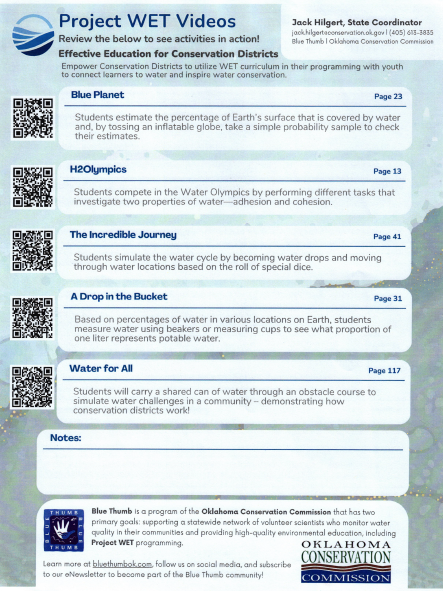 Project WET Videos
Review the below to see activities in action!
Effective Education for Conservation Districts
Empower Conservation Districts to utilize WET curriculum in their programming with youth
to connect learners to water and inspire water conservation.
Jack Hilgert, State Coordinator
jack.hilgert@conservation.ok.gov | (405) 613-3835
Blue Thumb | Oklahoma Conservation Commission
Blue Planet Page 23
Students estimate the percentage of Earth's surface that is covered by water
and, by tossing an inflatable globe, take a simple probability sample to check
their estimates.
H2Olympics Page 13
Students compete in the Water Olympics by performing different tasks that
investigate two properties of water—adhesion and cohesion.
The Incredible Journey Page 41
Students simulate the water cycle by becoming water drops and moving
through water locations based on the roll of special dice.
A Drop in the Bucket Page 31
Based on percentages of water in various locations on Earth, students
measure water using beakers or measuring cups to see what proportion of
one liter represents potable water.
Water for All Page 117
Students will carry a shared can of water through an obstacle course to
simulate water challenges in a community – demonstrating how
conservation districts work!
Notes:
BLUE THUMB
Blue Thumb is a program of the Oklahoma Conservation Commission that has two
primary goals: supporting a statewide network of volunteer scientists who monitor water
quality in their communities and providing high-quality environmental education, including
Project WET programming.
Learn more at bluethumbok.com, follow us on social media, and subscribe
to our eNewsletter to become part of the Blue Thumb community!
OKLAHOMA
CONSERVATION
COMMISSION